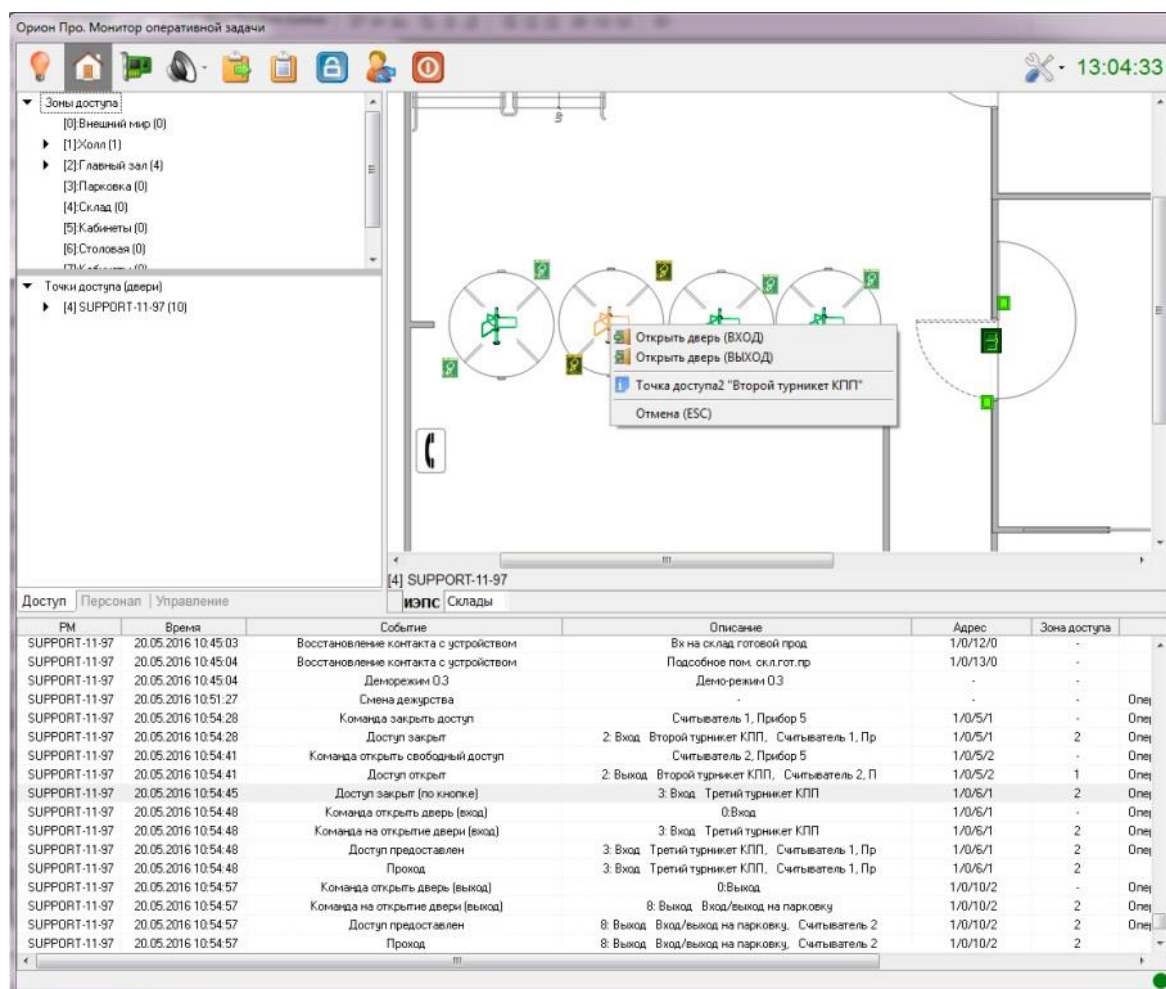 Орион Про. Монитор оперативной задачи
13:04:33
Зоны доступа
[0]:Внешний мир (0)
[1]:Холл (1)
[2]:Главный зал (4)
[3]:Парковка (0)
[4]:Склад (0)
[5]:Кабинеты (0)
[6]:Столовая (0)
[7]:Кабинеты (0)
Точки доступа (двери)
[4] SUPPORT-11-97 (10)
Up
Открыть дверь (ВХОД)
Открыть дверь (ВЫХОД)
Точка доступа2 "Второй турникет КПП"
Отмена (ESC)
[4] SUPPORT-11-97
Доступ Персонал Управление
ИЭПС Склады
РМ Время Событие Описание Адрес Зона доступа
SUPPORT-11-97 20.05.2016 10:45:03 Восстановление контакта с устройством Вх на склад готовой прод 1/0/12/0 -
SUPPORT-11-97 20.05.2016 10:45:04 Восстановление контакта с устройством Подсобное пом. скл.гот.пр 1/0/13/0 -
SUPPORT-11-97 20.05.2016 10:45:04 Деморежим ОЗ Демо-режим ОЗ - -
SUPPORT-11-97 20.05.2016 10:51:27 Смена дежурства - - - Опер
SUPPORT-11-97 20.05.2016 10:54:28 Команда закрыть доступ Считыватель 1, Прибор 5 1/0/5/1 - Опер
SUPPORT-11-97 20.05.2016 10:54:28 Доступ закрыт 2: Вход Второй турникет КПП, Считыватель 1, Пр 1/0/5/1 2 Опер
SUPPORT-11-97 20.05.2016 10:54:41 Команда открыть свободный доступ Считыватель 2, Прибор 5 1/0/5/2 - Опер
SUPPORT-11-97 20.05.2016 10:54:41 Доступ открыт 2: Выход Второй турникет КПП, Считыватель 2, П 1/0/5/2 1 Опер
SUPPORT-11-97 20.05.2016 10:54:45 Доступ закрыт (по кнопке) 3: Вход Третий турникет КПП 1/0/6/1 2 Опер
SUPPORT-11-97 20.05.2016 10:54:48 Команда открыть дверь (вход) 0:Вход 1/0/6/1 - Опер
SUPPORT-11-97 20.05.2016 10:54:48 Команда на открытие двери (вход) 3: Вход Третий турникет КПП 1/0/6/1 2 Опер
SUPPORT-11-97 20.05.2016 10:54:48 Доступ предоставлен 3: Вход Третий турникет КПП, Считыватель 1, Пр 1/0/6/1 2 Опер
SUPPORT-11-97 20.05.2016 10:54:48 Проход 3: Вход Третий турникет КПП, Считыватель 1, Пр 1/0/6/1 2
SUPPORT-11-97 20.05.2016 10:54:57 Команда открыть дверь (выход) 0:Выход 1/0/10/2 - Опер
SUPPORT-11-97 20.05.2016 10:54:57 Команда на открытие двери (выход) 8: Выход Вход/выход на парковку 1/0/10/2 2 Опер
SUPPORT-11-97 20.05.2016 10:54:57 Доступ предоставлен 8: Выход Вход/выход на парковку, Считыватель 2 1/0/10/2 2 Опер
SUPPORT-11-97 20.05.2016 10:54:57 Проход 8: Выход Вход/выход на парковку, Считыватель 2 1/0/10/2 2